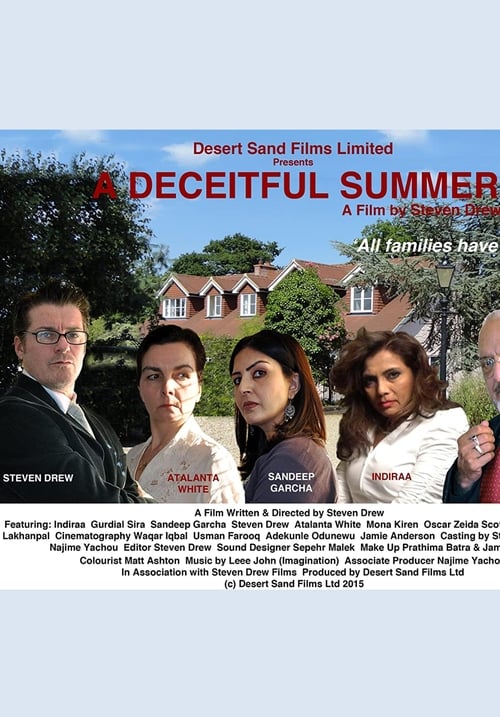 Desert Sand Films Limited
Presents
A DECEITFUL SUMMER
A Film by Steven Drew
"All families have
STEVEN DREW
ATALANTA
WHITE
SANDEEP
GARCHA
INDIRAA
A Film Written & Directed by Steven Drew
Featuring: Indiraa Gurdial Sira Sandeep Garcha Steven Drew Atalanta White Mona Kiren Oscar Zeida Sco
Lakhanpal Cinematography Waqar Iqbal Usman Farooq Adekunle Odunewu Jamie Anderson Casting by St
Najime Yachou Editor Steven Drew Sound Designer Sepehr Malek Make Up Prathima Batra & Jam
Colourist Matt Ashton Music by Leee John (Imagination) Associate Producer Najime Yacho
In Association with Steven Drew Films Produced by Desert Sand Films Ltd
(c) Desert Sand Films Ltd 2015